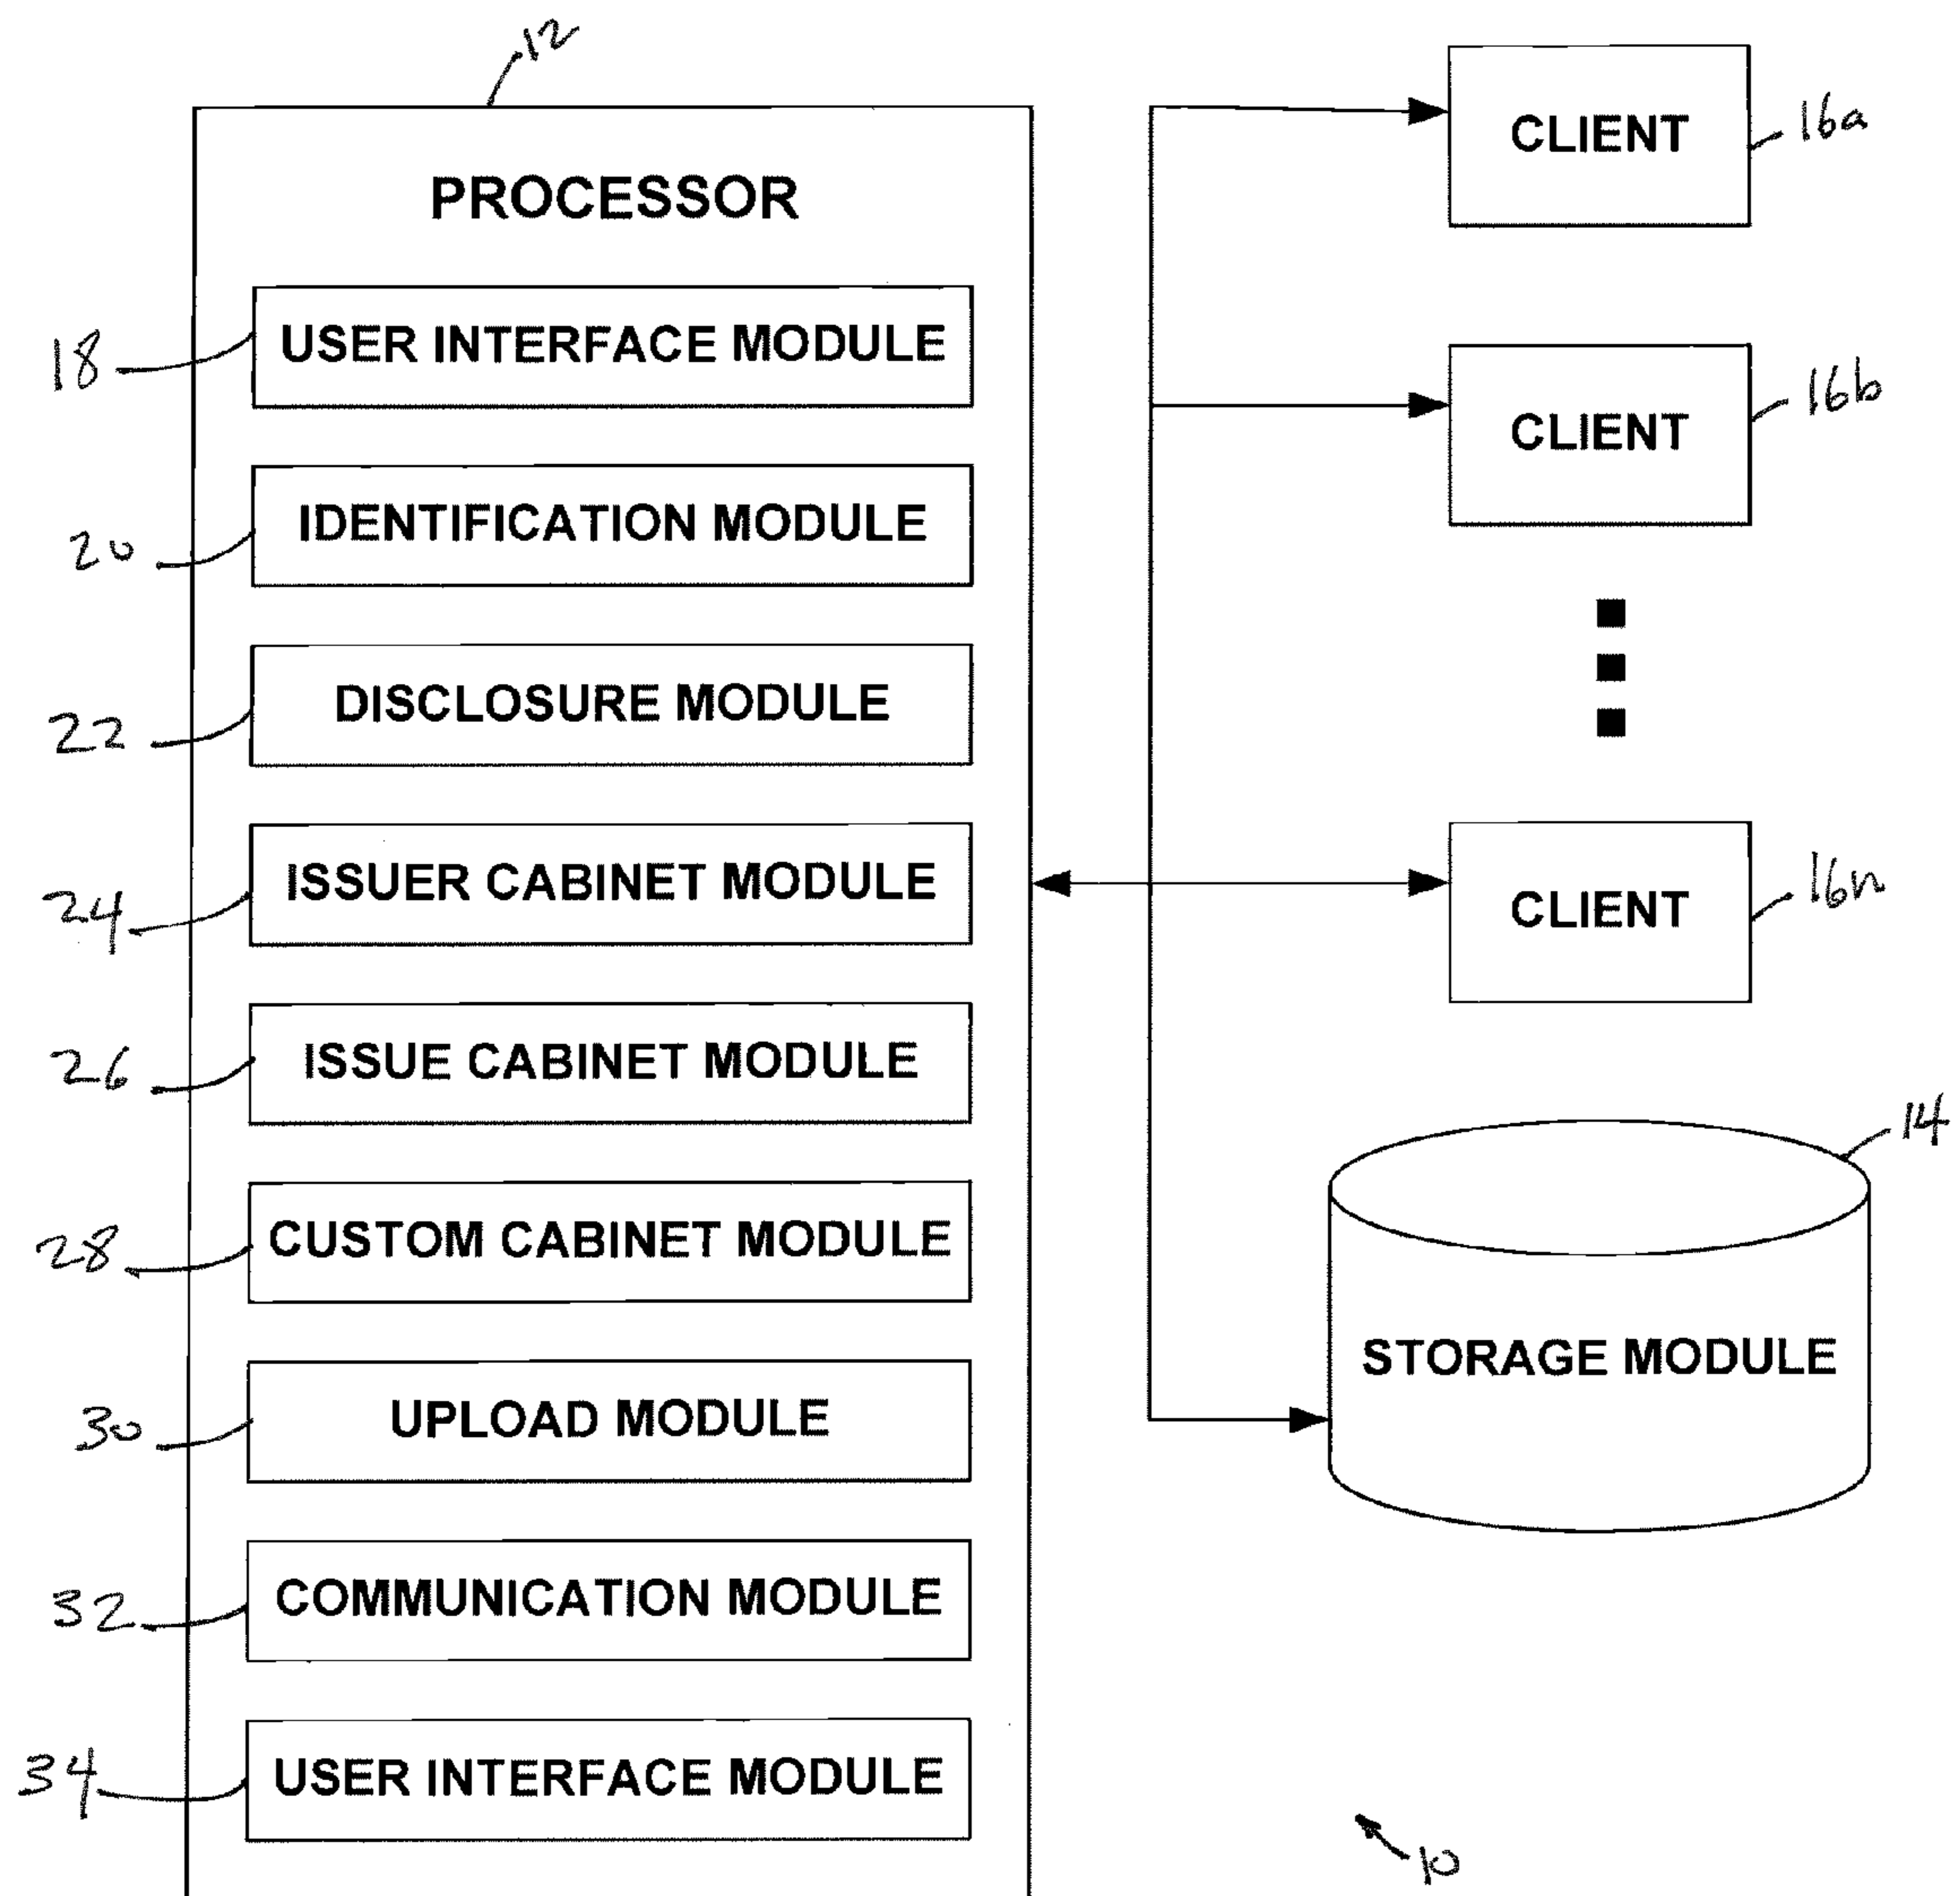 12
PROCESSOR
18
USER INTERFACE MODULE
20
IDENTIFICATION MODULE
22
DISCLOSURE MODULE
24
ISSUER CABINET MODULE
26
ISSUE CABINET MODULE
28
CUSTOM CABINET MODULE
30
UPLOAD MODULE
32
COMMUNICATION MODULE
34
USER INTERFACE MODULE
CLIENT
16a
CLIENT
16b
CLIENT
16n
14
STORAGE MODULE
10